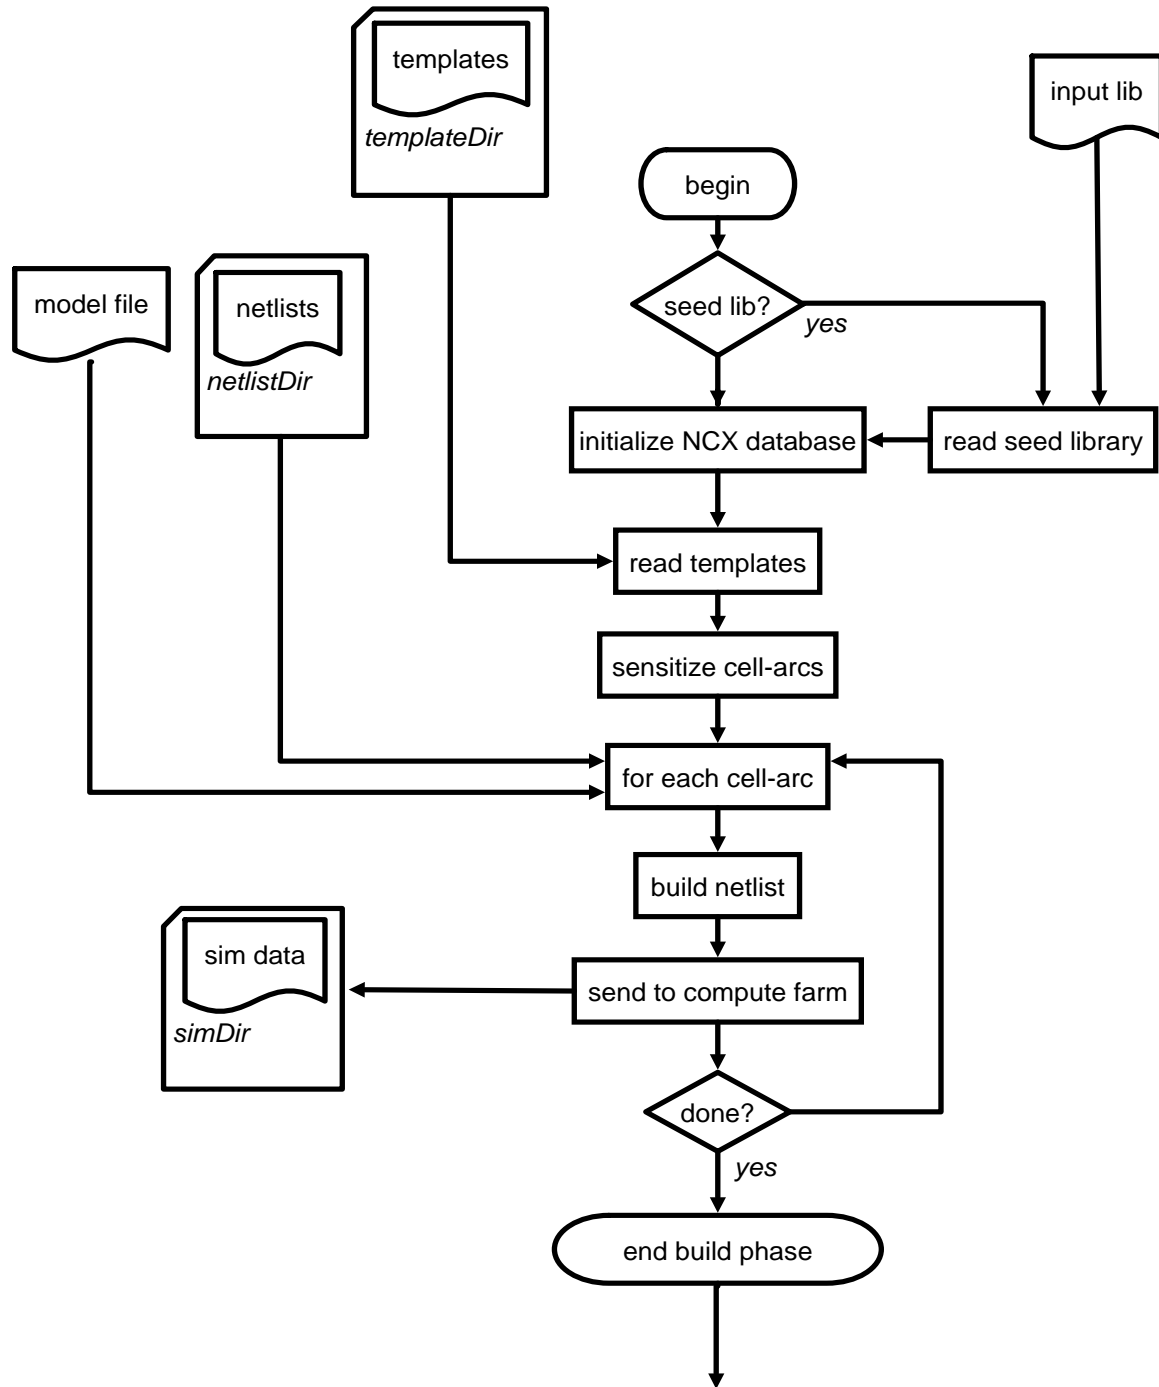 templates
templateDir
input lib
begin
model file
netlists
netlistDir
seed lib?
yes
initialize NCX database
read seed library
read templates
sensitize cell-arcs
for each cell-arc
build netlist
sim data
simDir
send to compute farm
done?
yes
end build phase